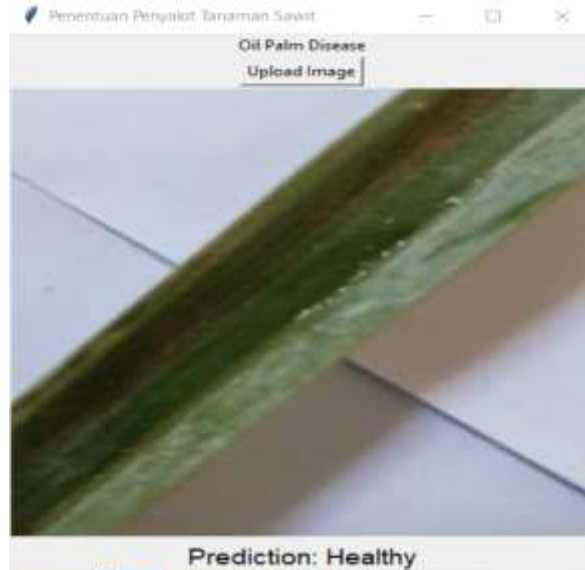 Penentuan Penyakit Tanaman Sawit
Oil Palm Disease
Upload Image
Prediction: Healthy